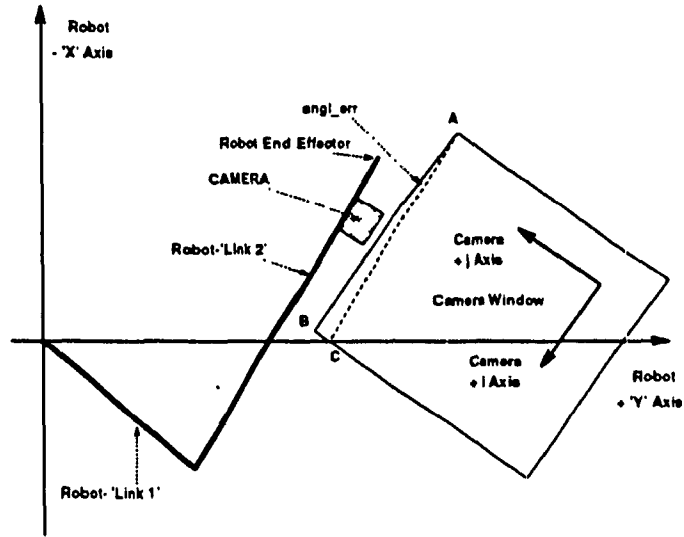 Robot
- 'X' Axis
angl_err
A
Robot End Effector
CAMERA
Robot-'Link 2'
Camera
+ j Axis
Camera Window
B
C
Camera
+ i Axis
Robot
+ 'Y' Axis
Robot- 'Link 1'